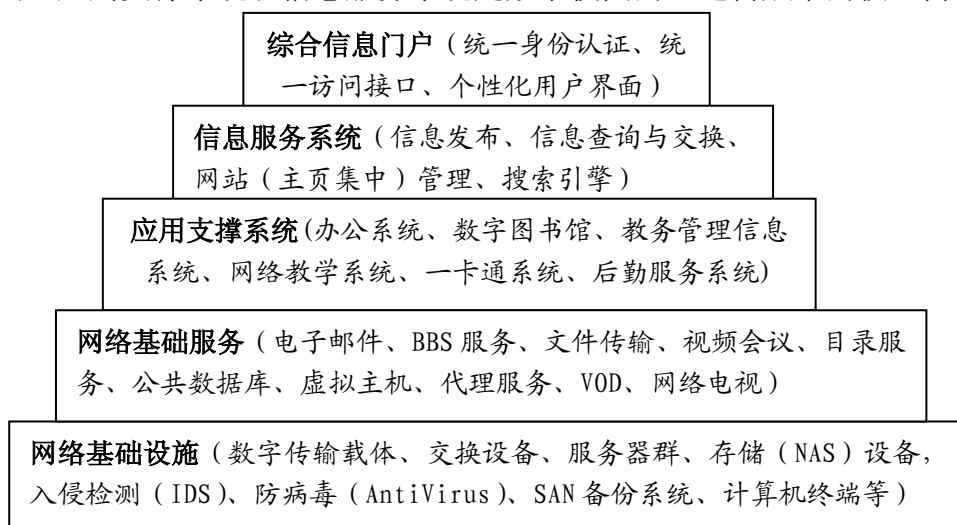 综合信息门户（统一身份认证、统
一访问接口、个性化用户界面）
信息服务系统（信息发布、信息查询与交换、
网站（主页集中）管理、搜索引擎）
应用支撑系统(办公系统、数字图书馆、教务管理信息
系统、网络教学系统、一卡通系统、后勤服务系统)
网络基础服务（电子邮件、BBS 服务、文件传输、视频会议、目录服
务、公共数据库、虚拟主机、代理服务、VOD、网络电视）
网络基础设施（数字传输载体、交换设备、服务器群、存储（NAS）设备，
入侵检测（IDS）、防病毒（AntiVirus）、SAN 备份系统、计算机终端等）